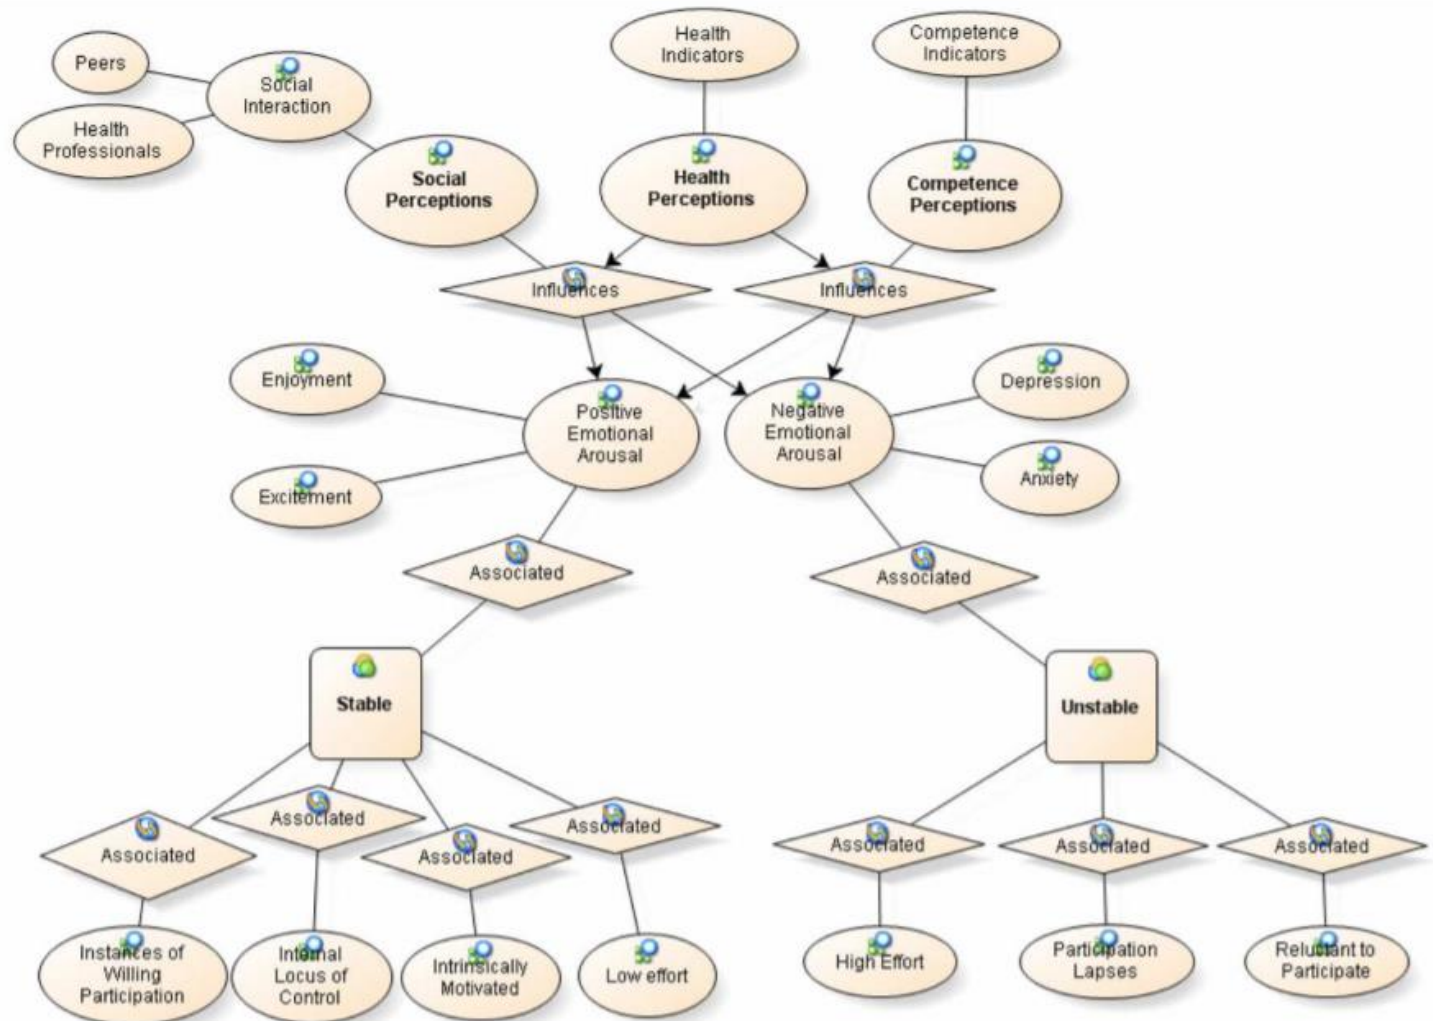 Peers
Health
Professionals
Social
Interaction
Health
Indicators
Competence
Indicators
Social
Perceptions
Health
Perceptions
Competence
Perceptions
Influences
Influences
Enjoyment
Excitement
Positive
Emotional
Arousal
Negative
Emotional
Arousal
Depression
Anxiety
Associated
Associated
Stable
Unstable
Associated
Associated
Associated
Associated
Associated
Associated
Associated
Instances of
Willing
Participation
Internal
Locus of
Control
Intrinsically
Motivated
Low effort
High Effort
Participation
Lapses
Reluctant to
Participate